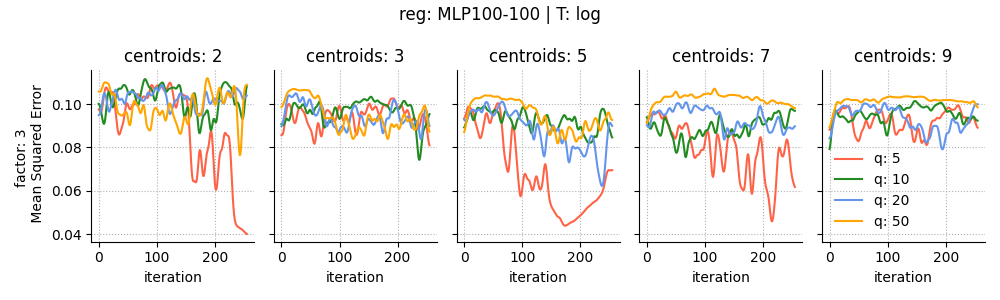 reg: MLP100-100 | T: log
centroids: 2
centroids: 3
centroids: 5
centroids: 7
centroids: 9
factor: 3
Mean Squared Error
0.10
0.08
0.06
0.04
q: 5
q: 10
q: 20
q: 50
0 100 200
0 100 200
0 100 200
0 100 200
0 100 200
iteration
iteration
iteration
iteration
iteration